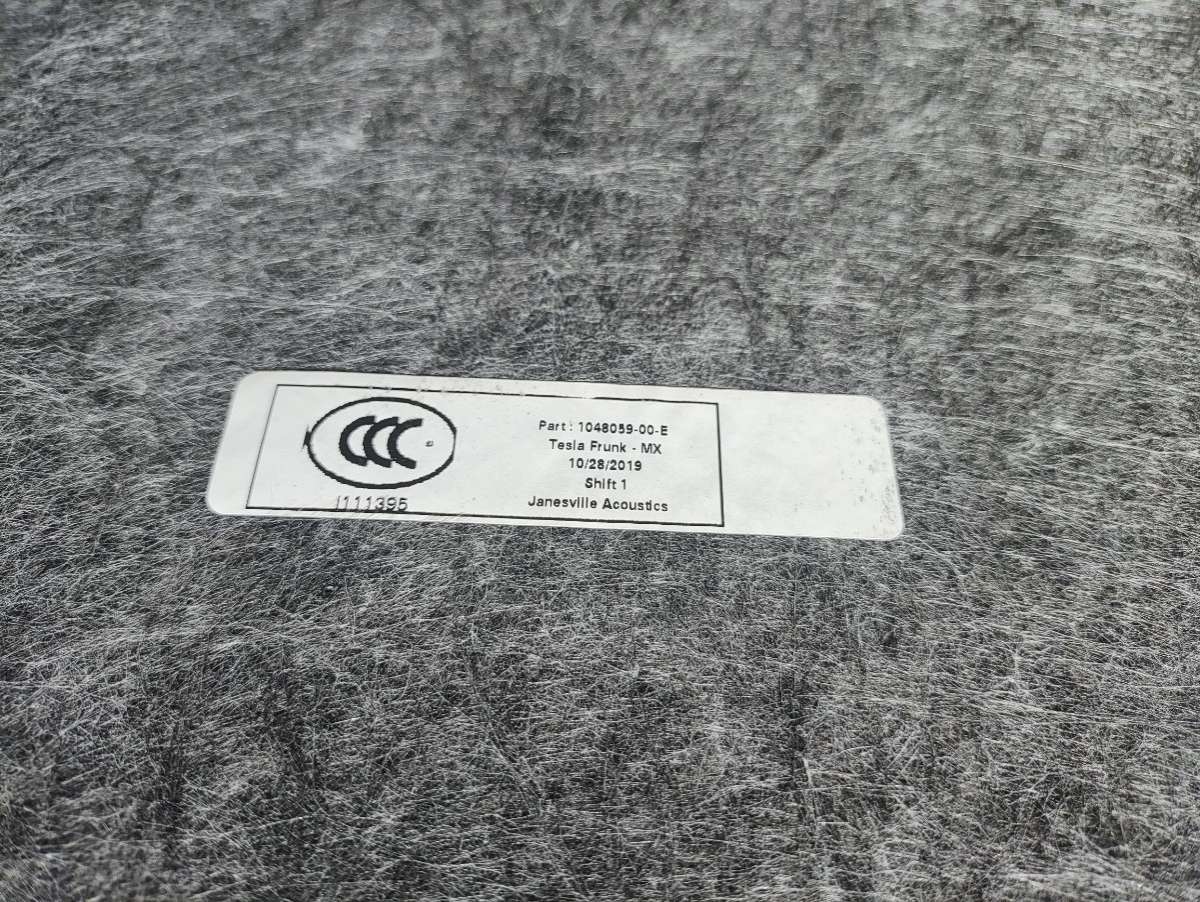 CCC
I111395
Part : 1048059-00-E
Tesla Frunk - MX
10/28/2019
Shift 1
Janesville Acoustics